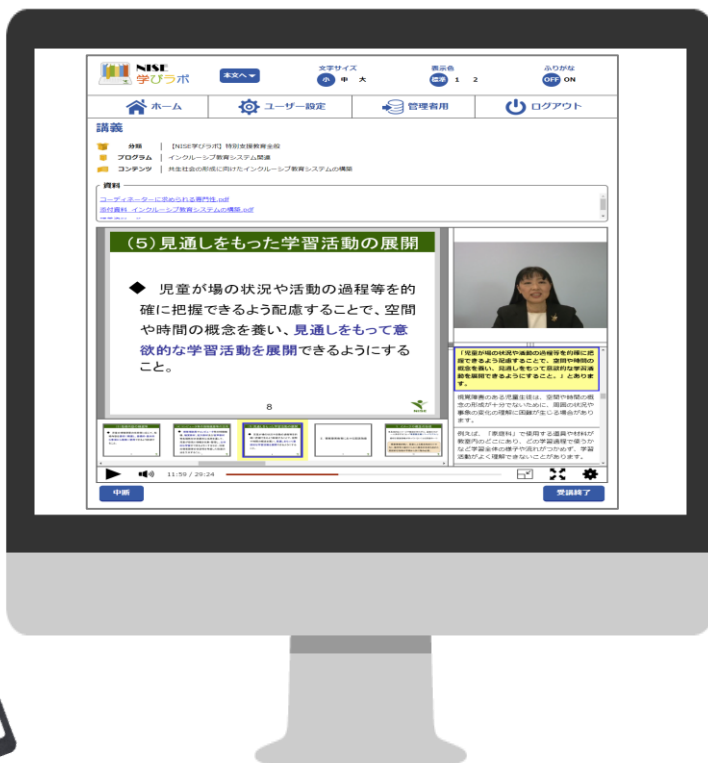 NISE
学びラボ
本文へ
文字サイズ
小 中 大
表示色
標準 1 2
ふりがな
OFF ON
ホーム
ユーザー設定
管理者用
ログアウト
講義
分類 | 【NISE学びラボ】特別支援教育全般
プログラム | インクルーシブ教育システム関連
コンテンツ | 共生社会の形成に向けたインクルーシブ教育システムの構築
資料
コーディネーターに求められる専門性.pdf
添付資料 インクルーシブ教育システムの構築.pdf
(5)見通しをもった学習活動の展開
◆ 児童が場の状況や活動の過程等を的
確に把握できるよう配慮することで、空間
や時間の概念を養い、見通しをもって意
欲的な学習活動を展開できるようにする
こと。
8
NISE
「児童が場の状況や活動の過程等を的確に把
握できるよう配慮することで、空間や時間の
概念を養い、見通しをもって意欲的な学習活
動を展開できるようにすること。」とありま
す。
視覚障害のある児童生徒は、空間や時間の概
念の形成が十分でないために、周囲の状況や
事象の変化の理解に困難が生じる場合があり
ます。
例えば、「家庭科」で使用する道具や材料が
教室内のどこにあり、どの学習過程で使うか
など学習全体の様子や流れがつかめず、学習
活動がよく理解できないことがあります。
11:59 / 29:24
中断
受講終了